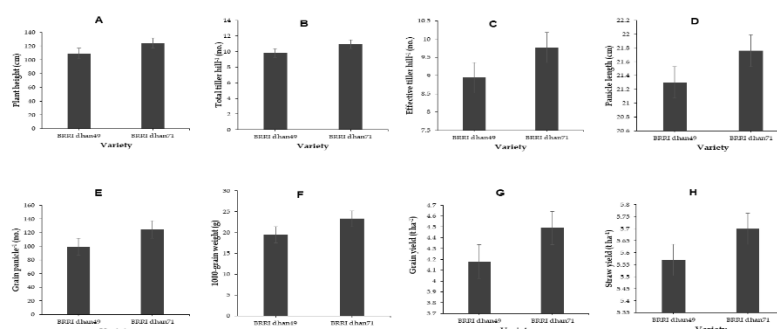 A
Plant height (cm)
140
120
100
80
60
40
20
0
BRRI dhan49
BRRI dhan71
Variety
B
Total tiller hill-1 (no.)
14
12
10
8
6
4
2
0
BRRI dhan49
BRRI dhan71
Variety
C
Effective tiller hill-1 (no.)
10.5
10
9.5
9
8.5
8
7.5
BRRI dhan49
BRRI dhan71
Variety
D
Panicle length (cm)
22.2
22
21.8
21.6
21.4
21.2
21
20.8
20.6
BRRI dhan49
BRRI dhan71
Variety
E
Grain panicle-1 (no.)
160
140
120
100
80
60
40
20
0
BRRI dhan49
BRRI dhan71
F
1000-grain weight (g)
30
25
20
15
10
5
0
BRRI dhan49
BRRI dhan71
G
Grain yield (t ha-1)
4.7
4.6
4.5
4.4
4.3
4.2
4.1
4
3.9
3.8
3.7
BRRI dhan49
BRRI dhan71
Variety
H
Straw yield (t ha-1)
5.8
5.75
5.7
5.65
5.6
5.55
5.5
5.45
5.4
5.35
BRRI dhan49
BRRI dhan71
Variety